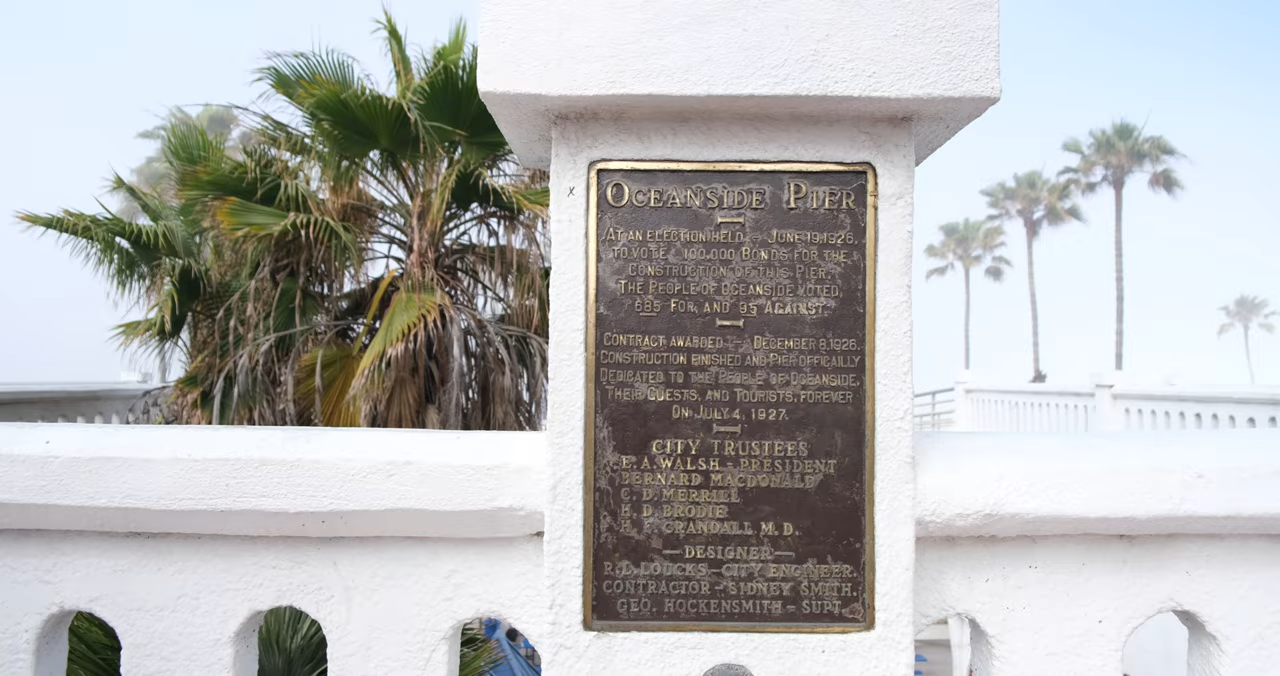 OCEANSIDE PIER
AT AN ELECTION HELD — JUNE 19, 1926,
TO VOTE 100,000 BONDS FOR THE
CONSTRUCTION OF THIS PIER.
THE PEOPLE OF OCEANSIDE VOTED,
685 FOR, AND 95 AGAINST.
CONTRACT AWARDED — DECEMBER 8, 1926.
CONSTRUCTION FINISHED AND PIER OFFICALLY
DEDICATED TO THE PEOPLE OF OCEANSIDE,
THEIR GUESTS, AND TOURISTS, FOREVER
ON JULY 4, 1927.
CITY TRUSTEES
E. A. WALSH - PRESIDENT
BERNARD MACDONALD
C. D. MERRILL
H. D. BRODIE
H. CRANDALL M. D.
— DESIGNER —
R. D. LOUCKS - CITY ENGINEER.
CONTRACTOR - SIDNEY SMITH.
GEO. HOCKENSMITH - SUPT.